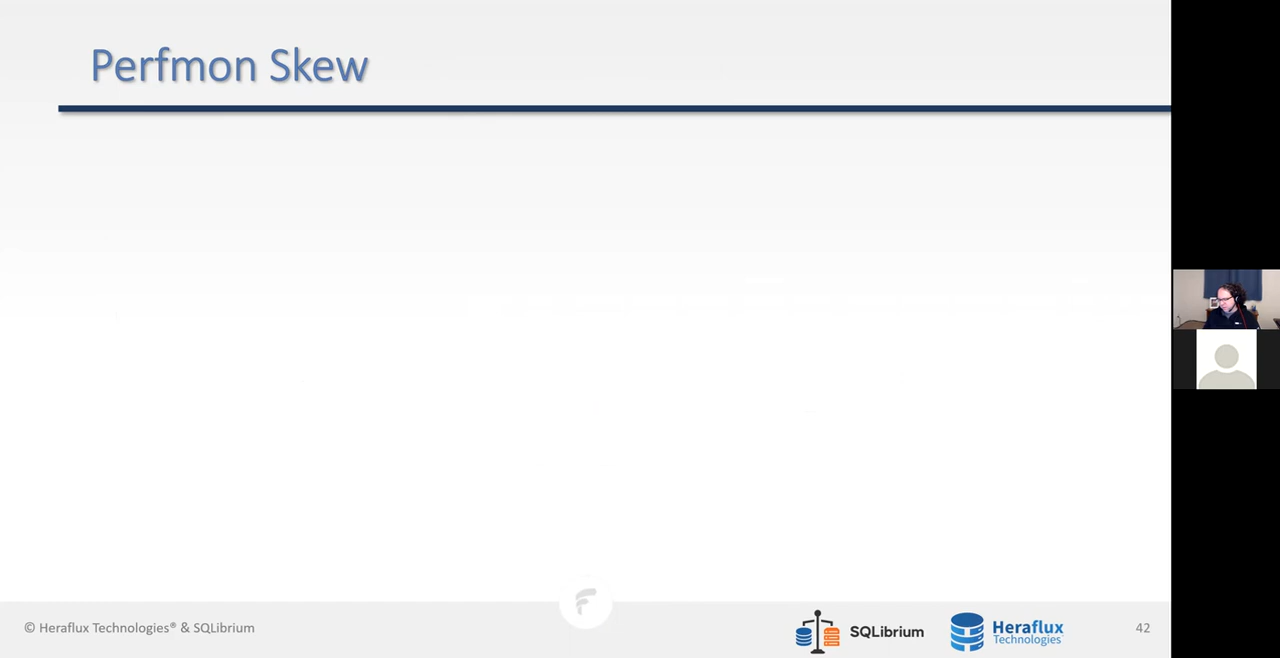 Perfmon Skew
© Heraflux Technologies® & SQLibrium
SQLibrium
Heraflux
Technologies
42